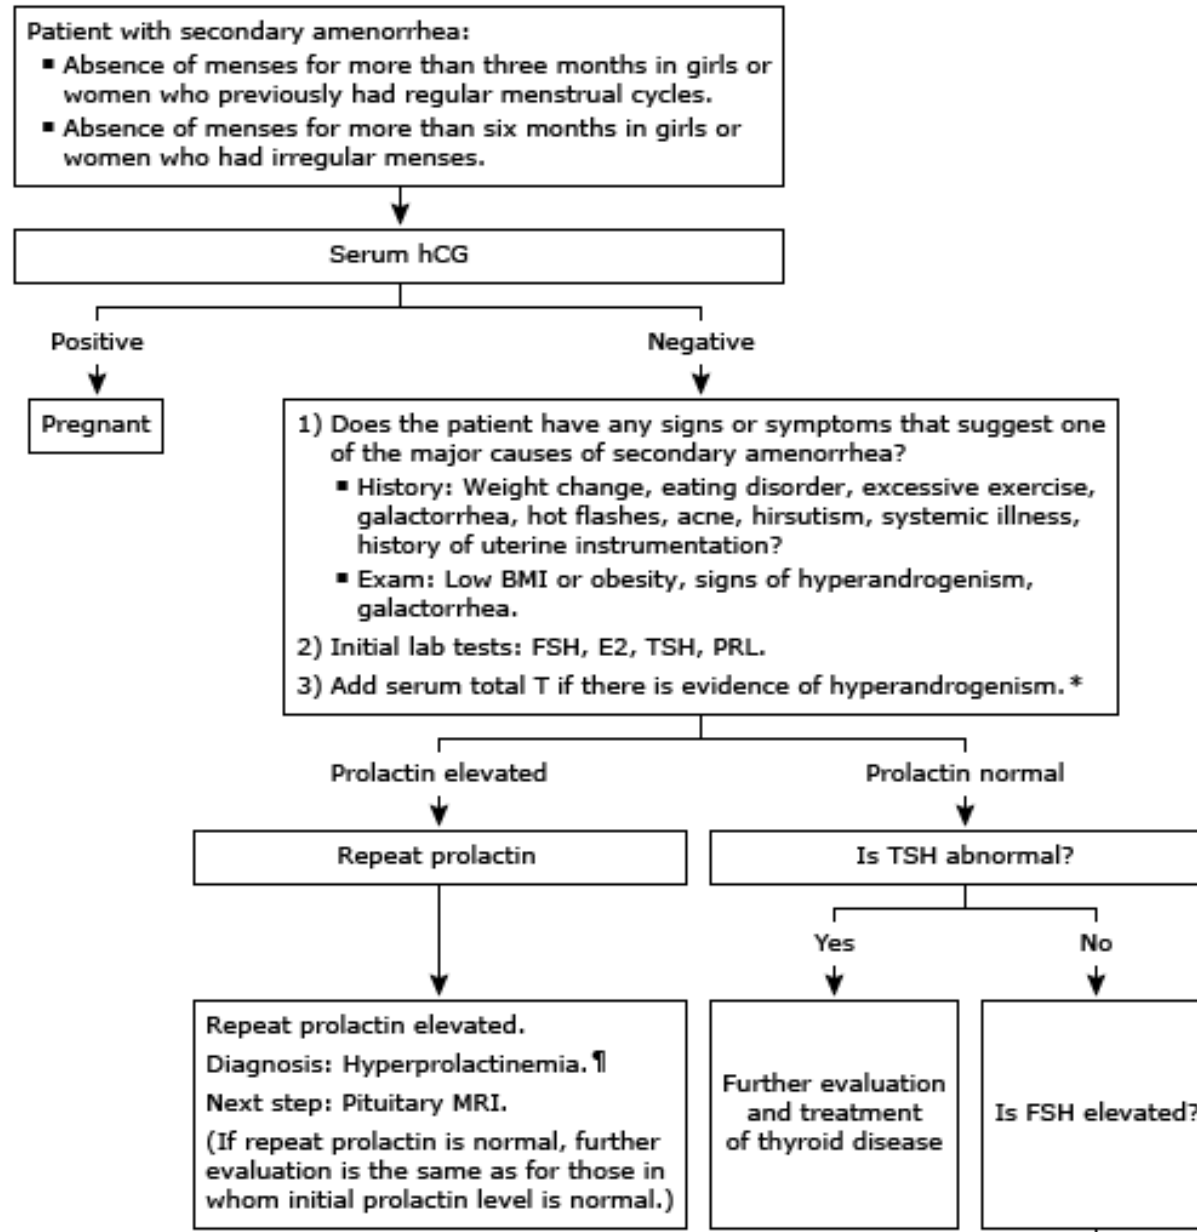 Patient with secondary amenorrhea:
▪ Absence of menses for more than three months in girls or
women who previously had regular menstrual cycles.
▪ Absence of menses for more than six months in girls or
women who had irregular menses.
Serum hCG
Positive
Negative
Pregnant
1) Does the patient have any signs or symptoms that suggest one
of the major causes of secondary amenorrhea?
▪ History: Weight change, eating disorder, excessive exercise,
galactorrhea, hot flashes, acne, hirsutism, systemic illness,
history of uterine instrumentation?
▪ Exam: Low BMI or obesity, signs of hyperandrogenism,
galactorrhea.
2) Initial lab tests: FSH, E2, TSH, PRL.
3) Add serum total T if there is evidence of hyperandrogenism.*
Prolactin elevated
Prolactin normal
Repeat prolactin
Is TSH abnormal?
Yes
No
Repeat prolactin elevated.
Diagnosis: Hyperprolactinemia.¶
Next step: Pituitary MRI.
(If repeat prolactin is normal, further
evaluation is the same as for those in
whom initial prolactin level is normal.)
Further evaluation
and treatment
of thyroid disease
Is FSH elevated?